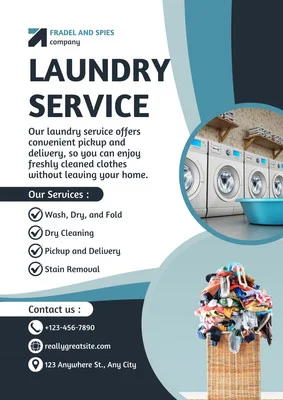 FRADEL AND SPIES
company
LAUNDRY
SERVICE
Our laundry service offers
convenient pickup and
delivery, so you can enjoy
freshly cleaned clothes
without leaving your home.
Our Services :
Wash, Dry, and Fold
Dry Cleaning
Pickup and Delivery
Stain Removal
Contact us :
+123-456-7890
reallygreatsite.com
123 Anywhere St., Any City